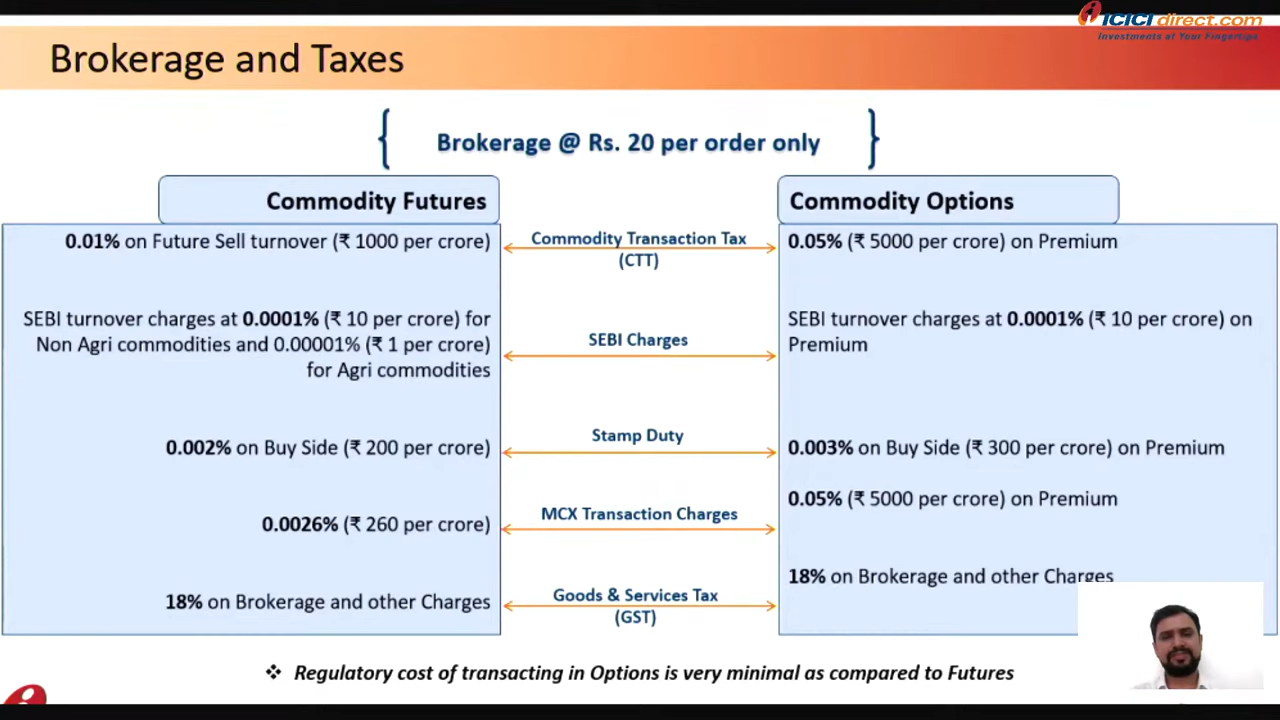 ICICI direct.com
Investments at Your Fingertips
Brokerage and Taxes
{ Brokerage @ Rs. 20 per order only }
Commodity Futures
Commodity Options
0.01% on Future Sell turnover (₹ 1000 per crore)
Commodity Transaction Tax
(CTT)
0.05% (₹ 5000 per crore) on Premium
SEBI turnover charges at 0.0001% (₹ 10 per crore) for
Non Agri commodities and 0.00001% (₹ 1 per crore)
for Agri commodities
SEBI Charges
SEBI turnover charges at 0.0001% (₹ 10 per crore) on
Premium
0.002% on Buy Side (₹ 200 per crore)
Stamp Duty
0.003% on Buy Side (₹ 300 per crore) on Premium
0.0026% (₹ 260 per crore)
MCX Transaction Charges
0.05% (₹ 5000 per crore) on Premium
18% on Brokerage and other Charges
Goods & Services Tax
(GST)
18% on Brokerage and other Charges
❖ Regulatory cost of transacting in Options is very minimal as compared to Futures